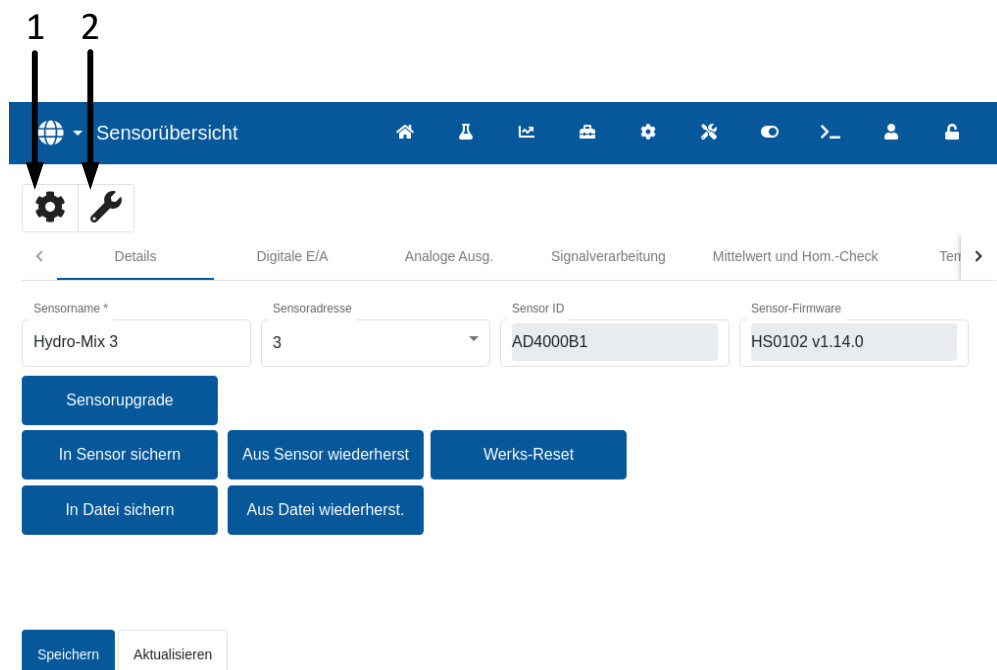 1 2
Sensorübersicht
Details Digitale E/A Analoge Ausg. Signalverarbeitung Mittelwert und Hom.-Check Ten
Sensorname * Sensoradresse Sensor ID Sensor-Firmware
Hydro-Mix 3 3 AD4000B1 HS0102 v1.14.0
Sensorupgrade
In Sensor sichern Aus Sensor wiederherst Werks-Reset
In Datei sichern Aus Datei wiederherst.
Speichern Aktualisieren